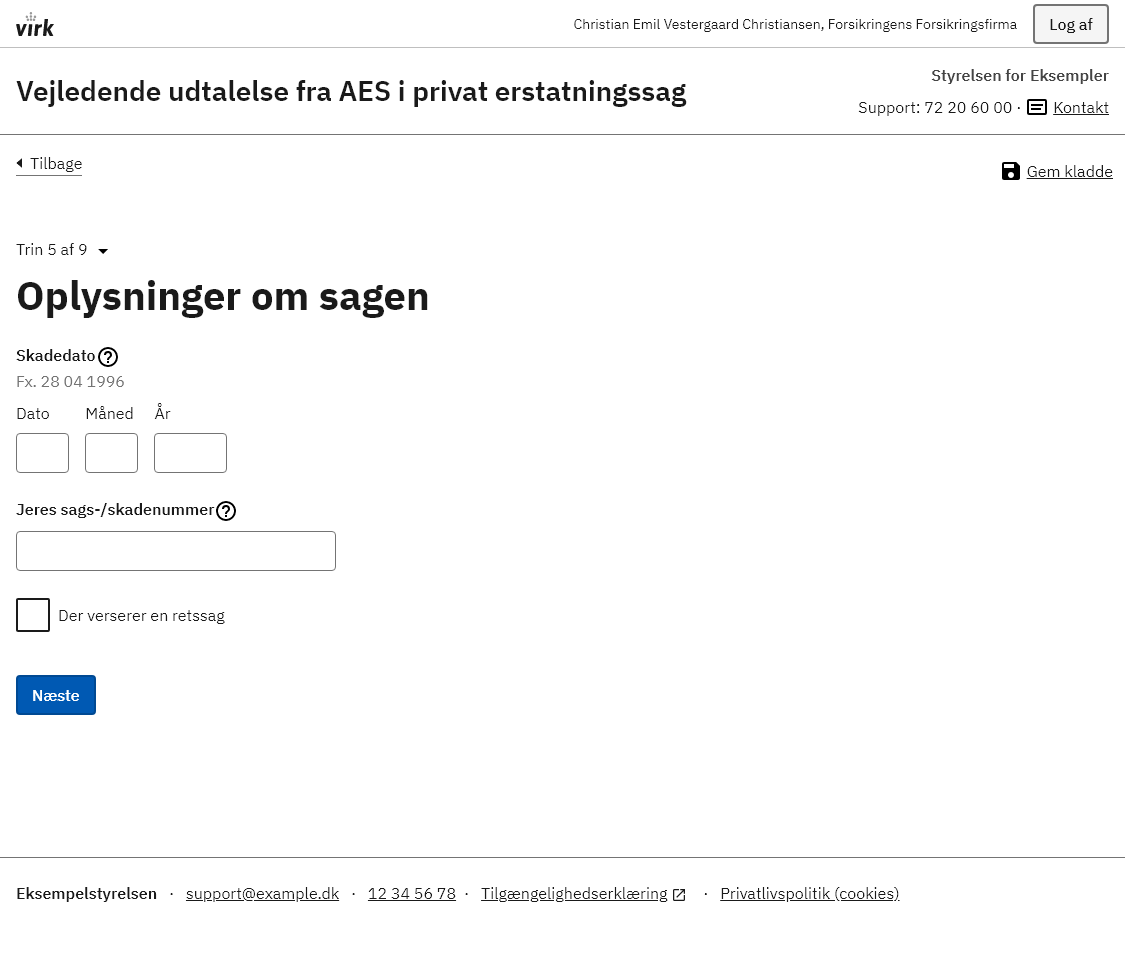 virk
Christian Emil Vestergaard Christiansen, Forsikringens Forsikringsfirma
Log af
Vejledende udtalelse fra AES i privat erstatningssag
Styrelsen for Eksempler
Support: 72 20 60 00 · Kontakt
Tilbage
Gem kladde
Trin 5 af 9
Oplysninger om sagen
Skadedato
Fx. 28 04 1996
Dato Måned År
Jeres sags-/skadenummer
Der verserer en retssag
Næste
Eksempelstyrelsen · support@example.dk · 12 34 56 78 · Tilgængelighedserklæring · Privatlivspolitik (cookies)